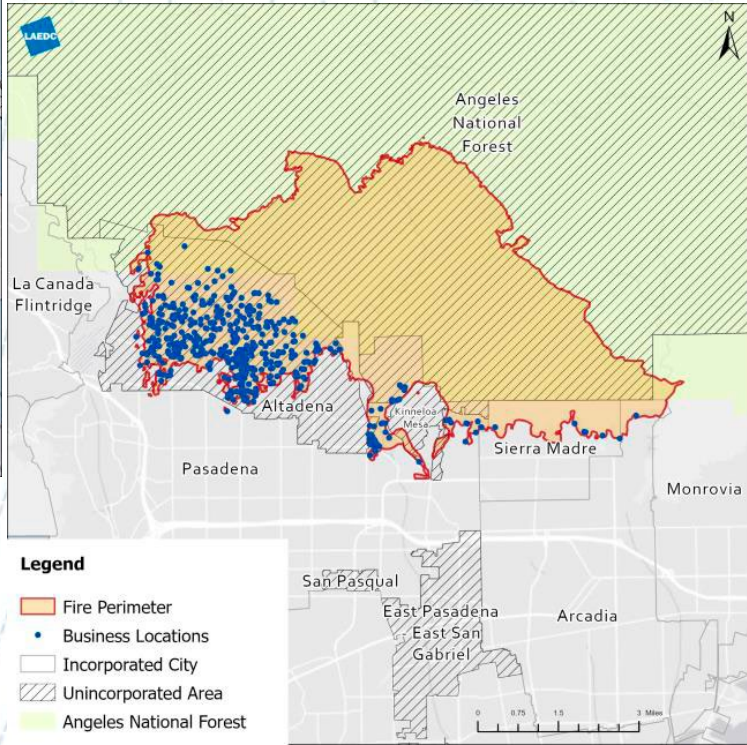 LAEDC
N
Angeles
National
Forest
La Canada
Flintridge
Altadena
Kinneloa
Mesa
Sierra Madre
Pasadena
Monrovia
San Pasqual
East Pasadena
East San
Gabriel
Arcadia
Legend
Fire Perimeter
Business Locations
Incorporated City
Unincorporated Area
Angeles National Forest
0 0.75 1.5 3 Miles